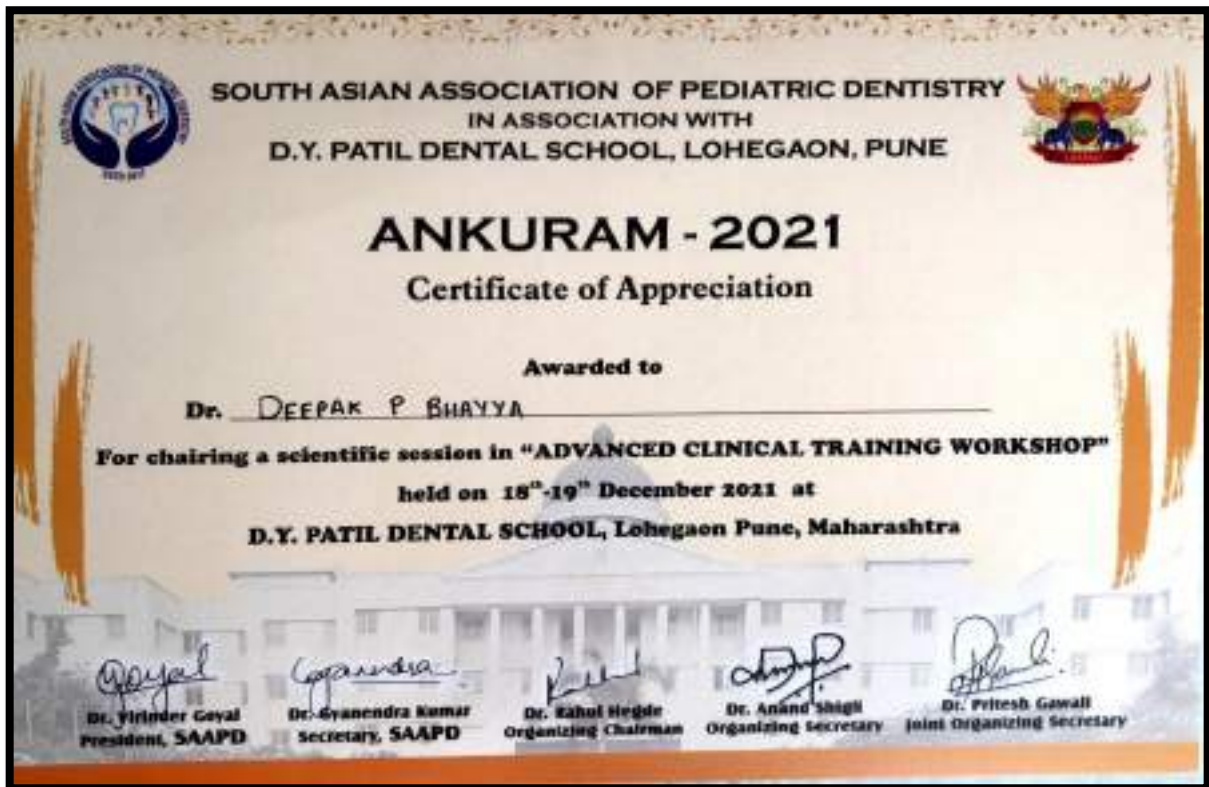 SOUTH ASIAN ASSOCIATION OF PEDIATRIC DENTISTRY
IN ASSOCIATION WITH
D.Y. PATIL DENTAL SCHOOL, LOHEGAON, PUNE
ANKURAM - 2021
Certificate of Appreciation
Awarded to
Dr. DEEPAK P BHAYYA
For chairing a scientific session in “ADVANCED CLINICAL TRAINING WORKSHOP”
held on 18th-19th December 2021 at
D.Y. PATIL DENTAL SCHOOL, Lohegaon Pune, Maharashtra
Goyal
Gyanendra
Dr. Virinder Goyal
President, SAAPD
Dr. Gyanendra Kumar
Secretary, SAAPD
Dr. Rahul Hegde
Organizing Chairman
Dr. Anand Shigli
Organizing Secretary
Dr. Pritesh Gawali
Joint Organizing Secretary